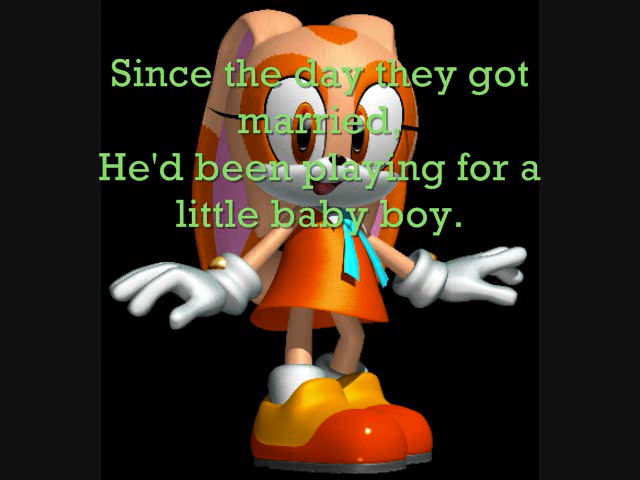 Since the day they got
married,
He'd been playing for a
little baby boy.